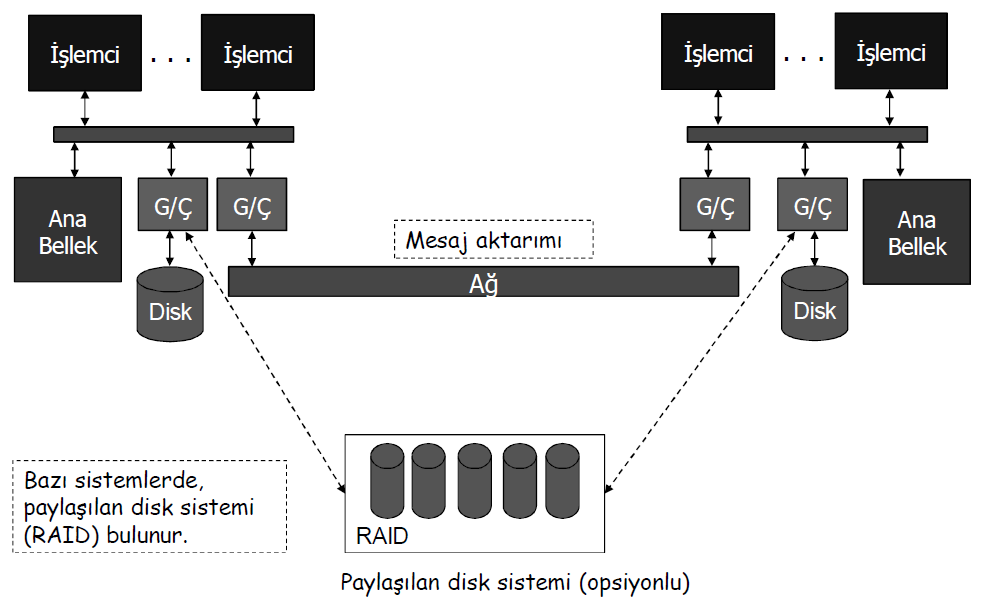 İşlemci
. . .
İşlemci
İşlemci
. . .
İşlemci
Ana
Bellek
G/Ç
G/Ç
G/Ç
G/Ç
Ana
Bellek
Mesaj aktarımı
Ağ
Disk
Disk
Bazı sistemlerde,
paylaşılan disk sistemi
(RAID) bulunur.
RAID
Paylaşılan disk sistemi (opsiyonlu)